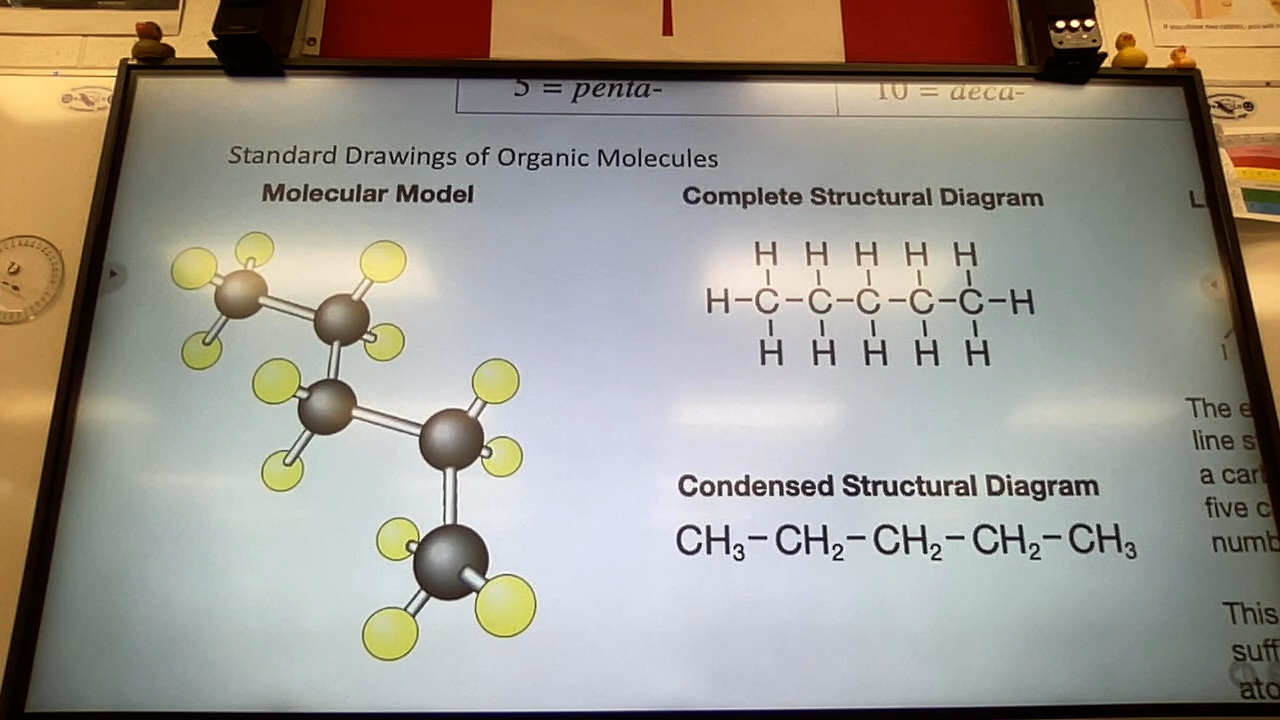 5 = penta-
10 = deca-
Standard Drawings of Organic Molecules
Molecular Model
Complete Structural Diagram
H H H H H
H-C-C-C-C-C-H
H H H H H
Condensed Structural Diagram
CH₃-CH₂-CH₂-CH₂-CH₃
L
The e
line s
a car
five c
numb
This
suff
ato